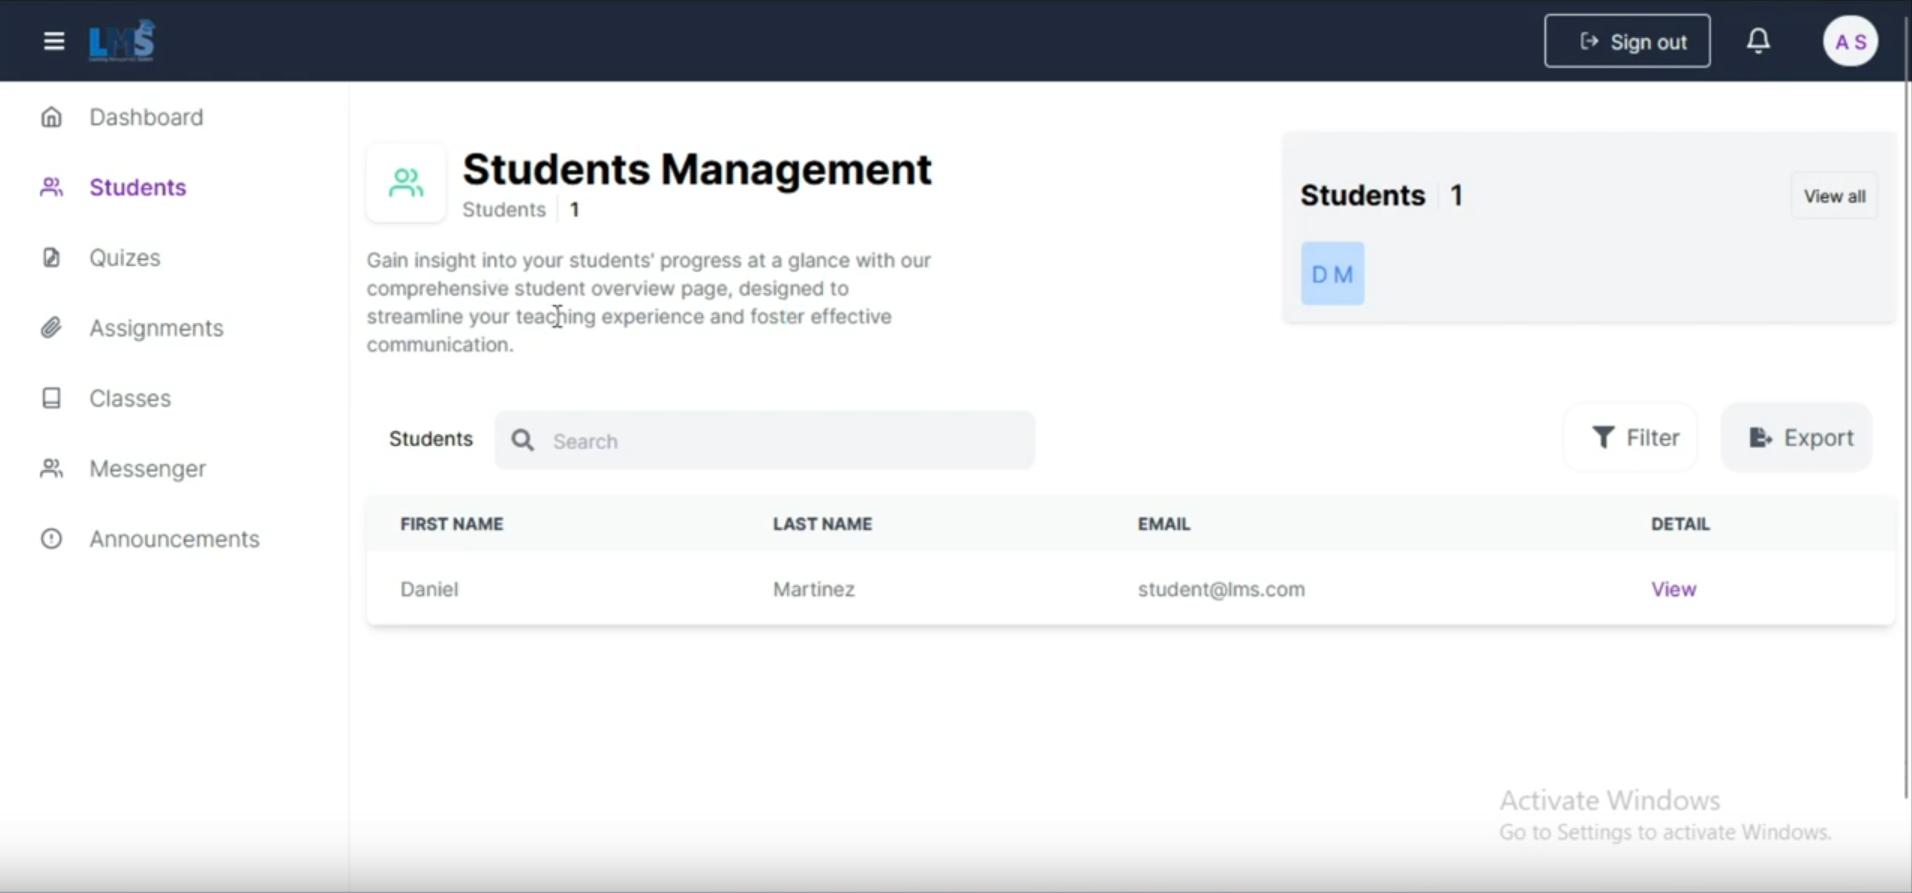 LMS
Sign out
A S
Dashboard
Students
Quizes
Assignments
Classes
Messenger
Announcements
Students Management
Students 1
Gain insight into your students' progress at a glance with our
comprehensive student overview page, designed to
streamline your teaching experience and foster effective
communication.
Students 1
View all
D M
Students
Search
Filter
Export
FIRST NAME LAST NAME EMAIL DETAIL
Daniel Martinez student@lms.com View
Activate Windows
Go to Settings to activate Windows.